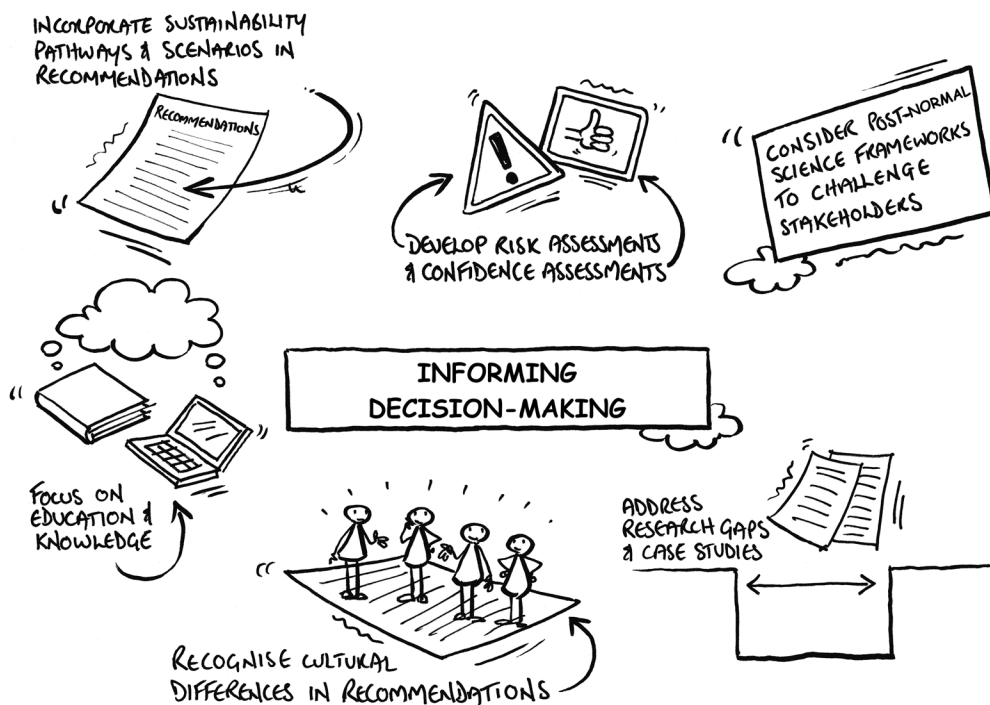 INCORPORATE SUSTAINABILITY
PATHWAYS & SCENARIOS IN
RECOMMENDATIONS
RECOMMENDATIONS
DEVELOP RISK ASSESSMENTS
& CONFIDENCE ASSESSMENTS
CONSIDER POST-NORMAL
SCIENCE FRAMEWORKS
TO CHALLENGE
STAKEHOLDERS
INFORMING
DECISION-MAKING
FOCUS ON
EDUCATION &
KNOWLEDGE
RECOGNISE CULTURAL
DIFFERENCES IN RECOMMENDATIONS
ADDRESS
RESEARCH GAPS
& CASE STUDIES